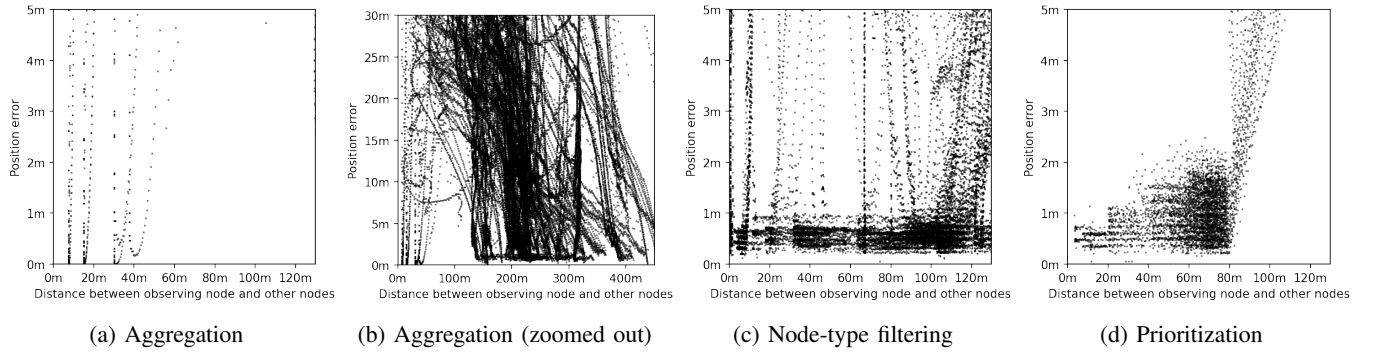 5m
4m
3m
2m
1m
0m
Position error
0m 20m 40m 60m 80m 100m 120m
Distance between observing node and other nodes
(a) Aggregation
30m
25m
20m
15m
10m
5m
0m
Position error
0m 100m 200m 300m 400m
Distance between observing node and other nodes
(b) Aggregation (zoomed out)
5m
4m
3m
2m
1m
0m
Position error
0m 20m 40m 60m 80m 100m 120m
Distance between observing node and other nodes
(c) Node-type filtering
5m
4m
3m
2m
1m
0m
Position error
0m 20m 40m 60m 80m 100m 120m
Distance between observing node and other nodes
(d) Prioritization